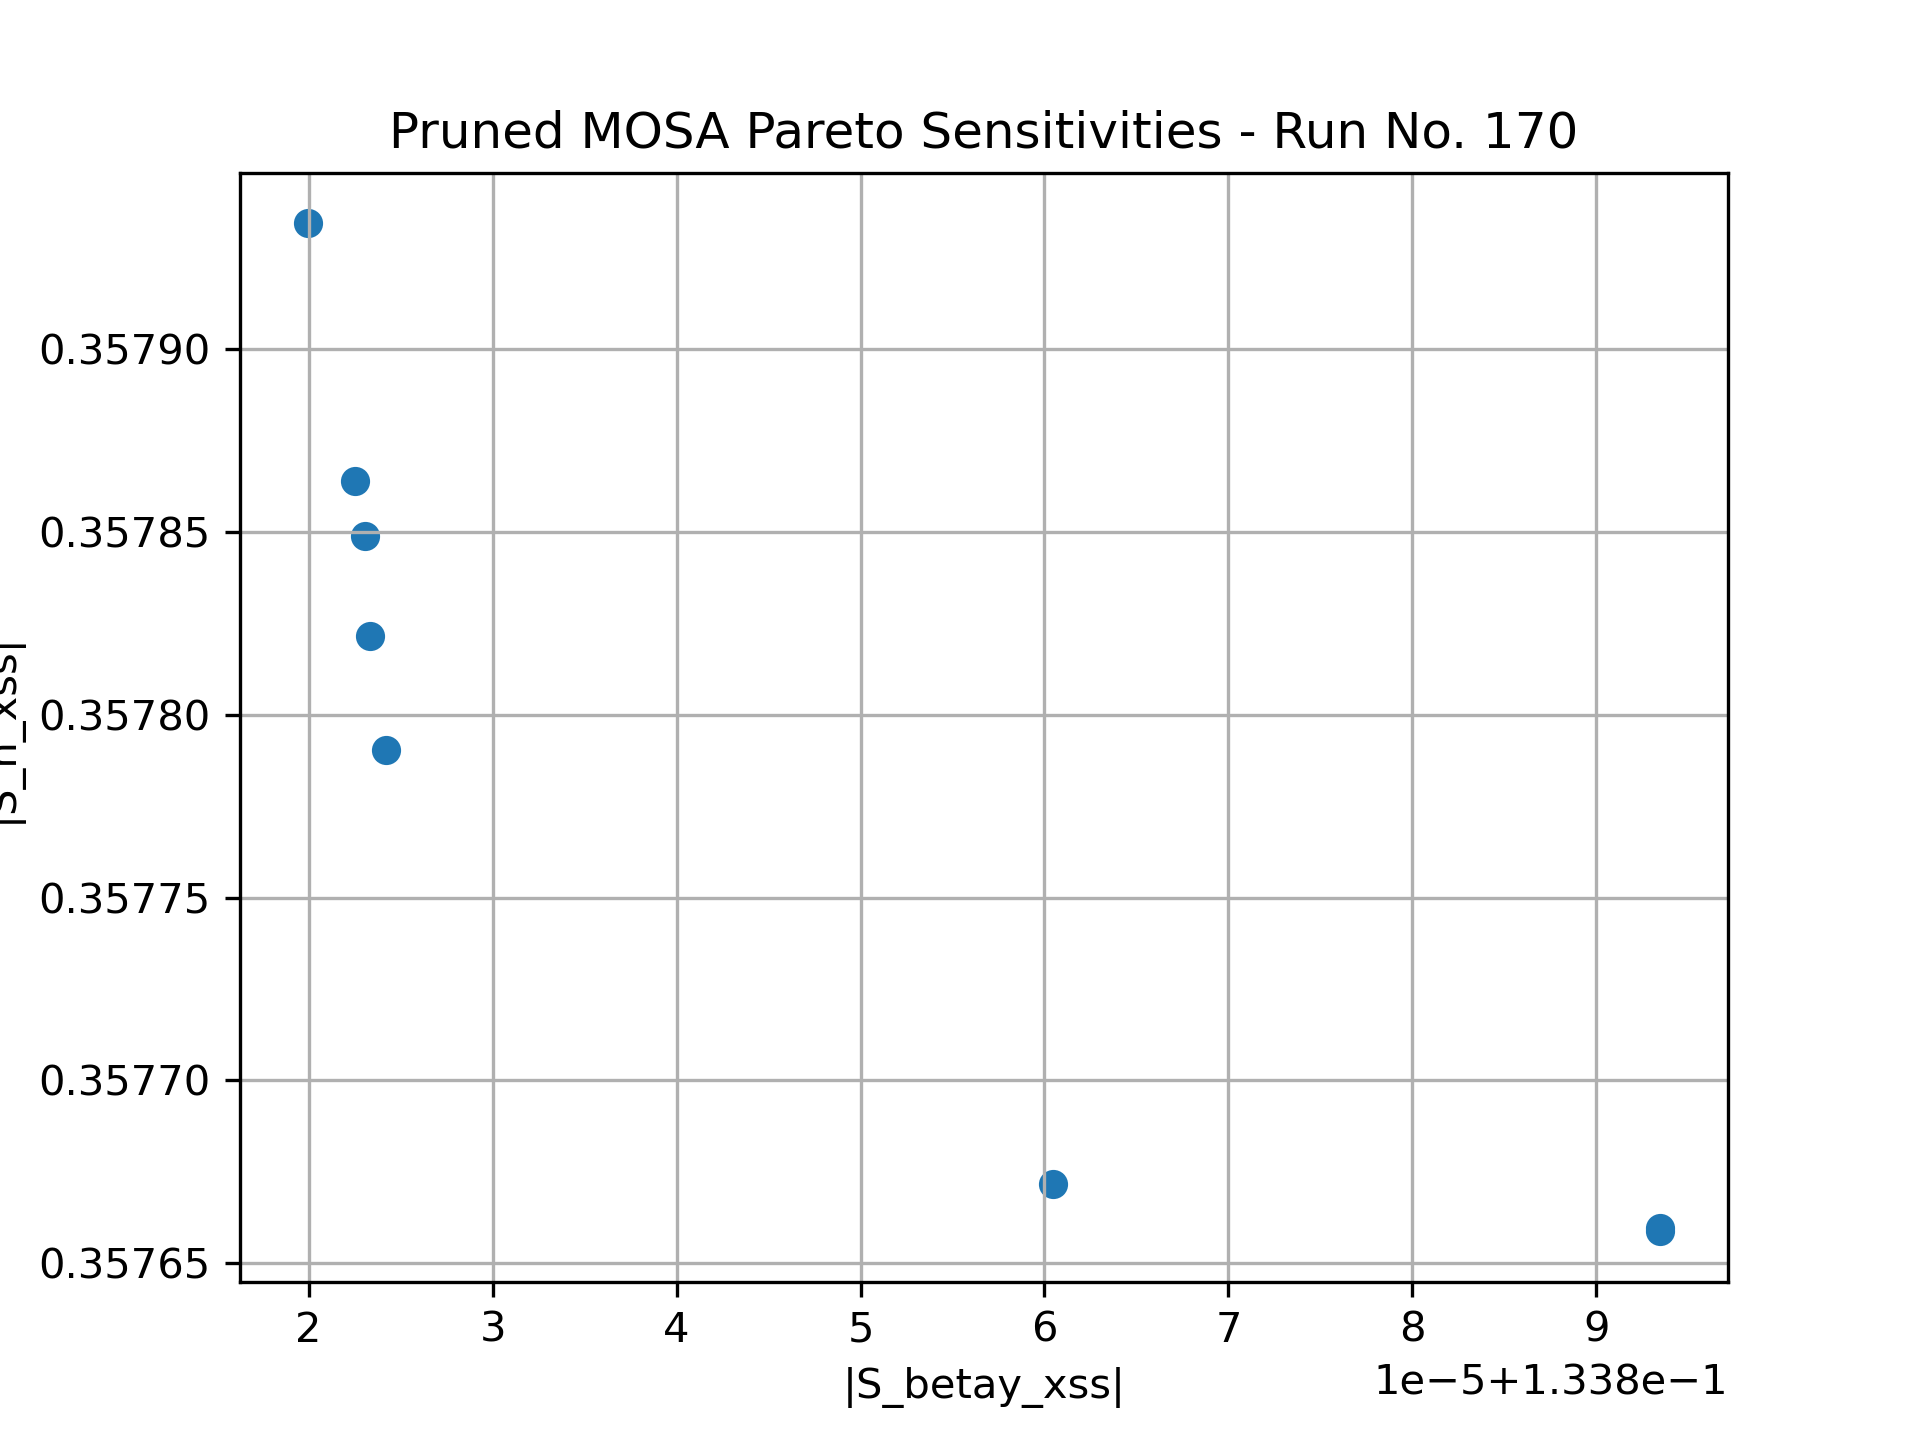 Pruned MOSA Pareto Sensitivities - Run No. 170
0.35790
0.35785
0.35780
0.35775
0.35770
0.35765
2 3 4 5 6 7 8 9
1e−5+1.338e−1
|S_betay_xss|